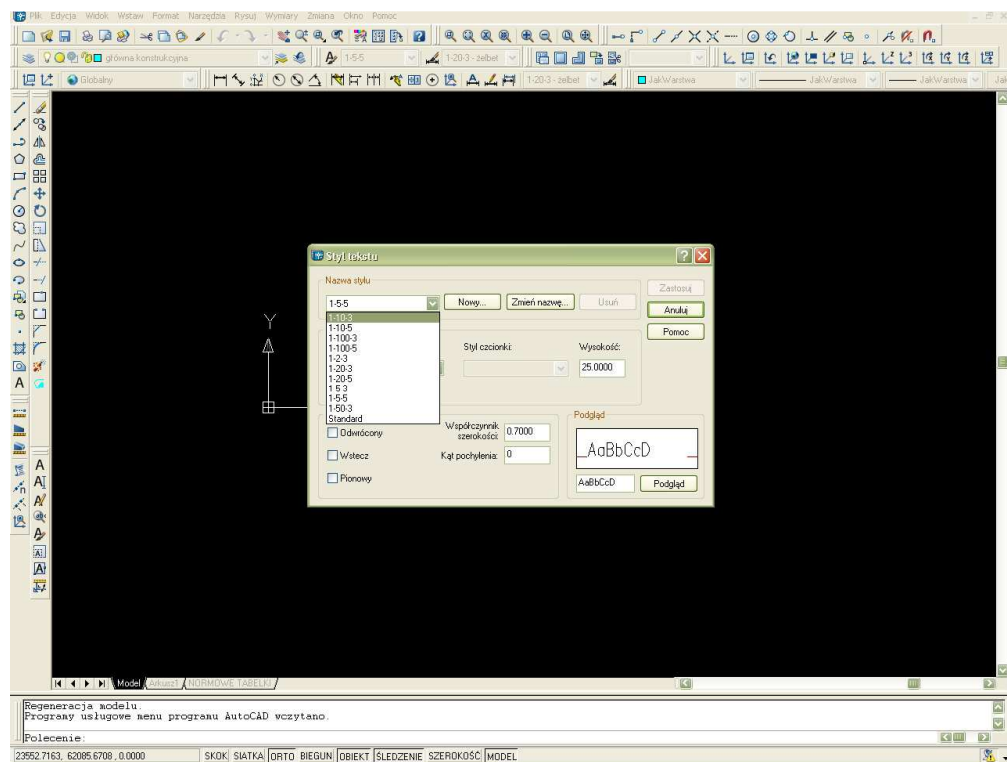 Plik Edycja Widok Wstaw Format Narzędzia Rysuj Wymiary Zmiana Okno Pomoc
główna konstrukcyjna 1-5-5 1-20-3 - żelbet
Globalny 1-20-3 - żelbet JakWarstwa JakWarstwa JakWarstwa Jak
Styl tekstu
Nazwa stylu
1-5-5 Nowy... Zmień nazwę... Usuń
Zastosuj
Anuluj
Pomoc
1-10-3
1-10-5
1-100-3
1-100-5
1-2-3
1-20-3
1-20-5
1-5-3
1-5-5
1-50-3
Standard
Styl czcionki: Wysokość:
25.0000
Odwrócony
Wstecz
Pionowy
Współczynnik szerokości: 0.7000
Kąt pochylenia: 0
Podgląd
AaBbCcD
AaBbCcD Podgląd
Y
Model Arkusz1 NORMOWE TABELKI
Regeneracja modelu.
Programy usługowe menu programu AutoCAD wczytano.
Polecenie:
23552.7163, 62085.6708 , 0.0000 SKOK SIATKA ORTO BIEGUN OBIEKT ŚLEDZENIE SZEROKOŚĆ MODEL